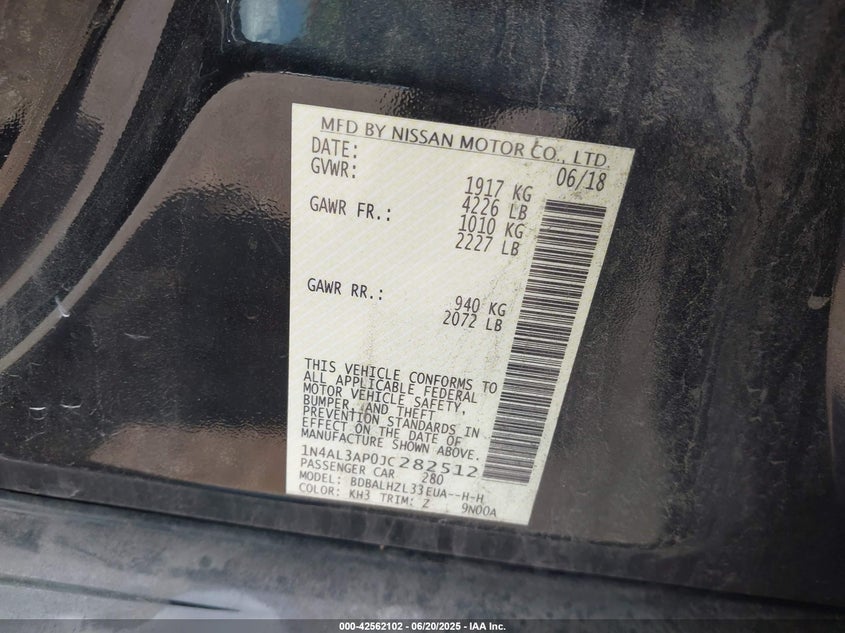 MFD BY NISSAN MOTOR CO., LTD.
DATE: 06/18
GVWR: 1917 KG
4226 LB
GAWR FR.: 1010 KG
2227 LB
GAWR RR.: 940 KG
2072 LB
THIS VEHICLE CONFORMS TO
ALL APPLICABLE FEDERAL
MOTOR VEHICLE SAFETY,
BUMPER, AND THEFT
PREVENTION STANDARDS IN
EFFECT ON THE DATE OF
MANUFACTURE SHOWN ABOVE.
1N4AL3AP0JC282512
PASSENGER CAR 280
MODEL: BDBALHZL33EUA--H-H
COLOR: KH3 TRIM: Z 9N00A
000-42562102 - 06/20/2025 - IAA Inc.